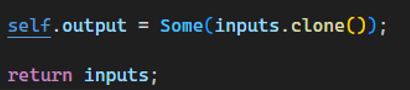 self.output = Some(inputs.clone());
return inputs;